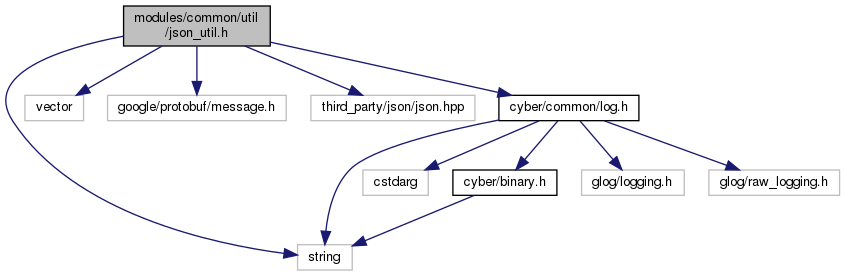 modules/common/util
/json_util.h
vector
google/protobuf/message.h
third_party/json/json.hpp
cyber/common/log.h
cstdarg
cyber/binary.h
glog/logging.h
glog/raw_logging.h
string